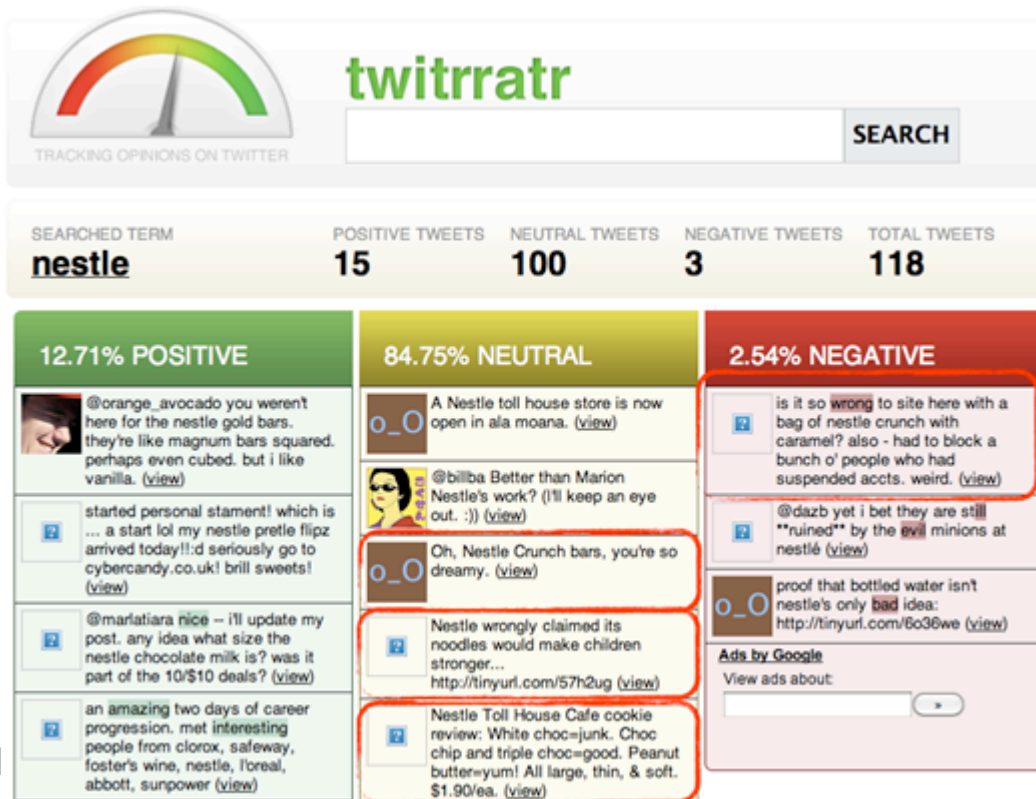 twitrratr
SEARCH
TRACKING OPINIONS ON TWITTER
SEARCHED TERM
nestle
POSITIVE TWEETS
15
NEUTRAL TWEETS
100
NEGATIVE TWEETS
3
TOTAL TWEETS
118
12.71% POSITIVE
@orange_avocado you weren't
here for the nestle gold bars.
they're like magnum bars squared.
perhaps even cubed. but i like
vanilla. (view)
started personal stament! which is
... a start lol my nestle pretle flipz
arrived today!!:d seriously go to
cybercandy.co.uk! brill sweets!
(view)
@marlatiara nice -- i'll update my
post. any idea what size the
nestle chocolate milk is? was it
part of the 10/$10 deals? (view)
an amazing two days of career
progression. met interesting
people from clorox, safeway,
foster's wine, nestle, l'oreal,
abbott, sunpower (view)
84.75% NEUTRAL
o_O
A Nestle toll house store is now
open in ala moana. (view)
@billba Better than Marion
Nestle's work? (I'll keep an eye
out. :)) (view)
o_O
Oh, Nestle Crunch bars, you're so
dreamy. (view)
Nestle wrongly claimed its
noodles would make children
stronger...
http://tinyurl.com/57h2ug (view)
Nestle Toll House Cafe cookie
review: White choc=junk. Choc
chip and triple choc=good. Peanut
butter=yum! All large, thin, & soft.
$1.90/ea. (view)
2.54% NEGATIVE
is it so wrong to site here with a
bag of nestle crunch with
caramel? also - had to block a
bunch o' people who had
suspended accts. weird. (view)
@dazb yet i bet they are still
**ruined** by the evil minions at
nestlé (view)
o_O
proof that bottled water isn't
nestle's only bad idea:
http://tinyurl.com/6o36we (view)
Ads by Google
View ads about:
»